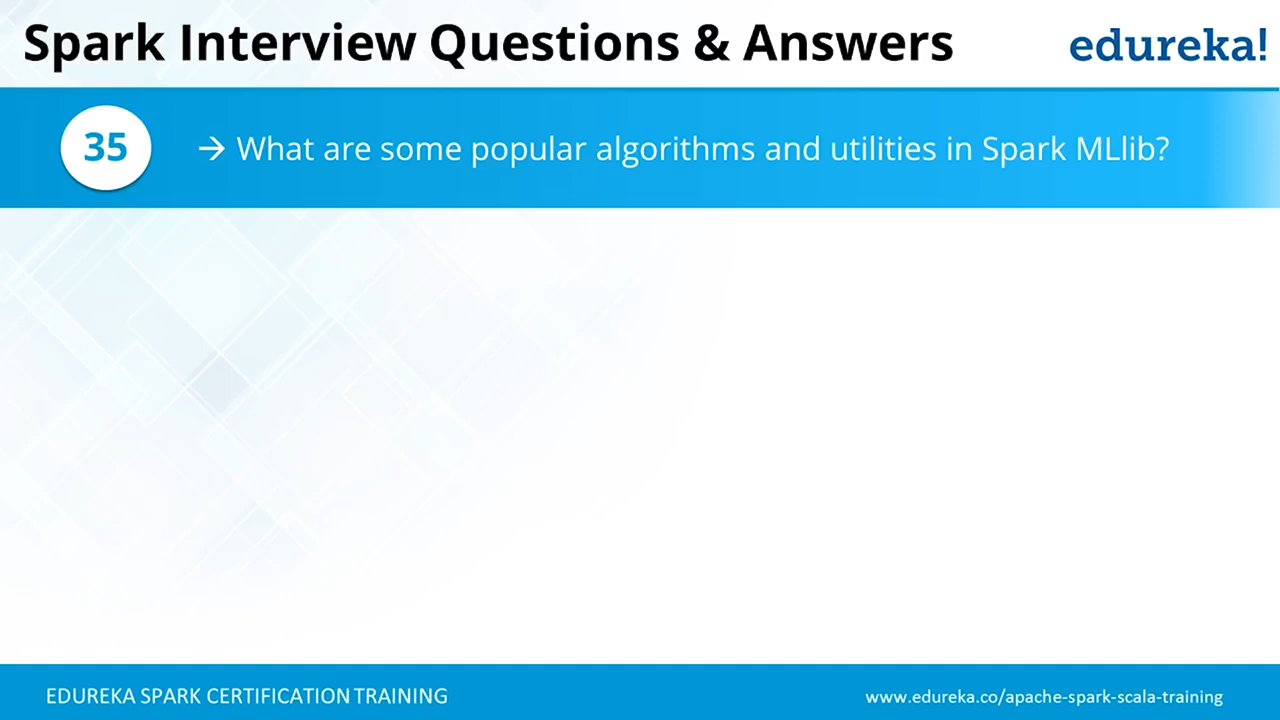 Spark Interview Questions & Answers
edureka!
35
→ What are some popular algorithms and utilities in Spark MLlib?
EDUREKA SPARK CERTIFICATION TRAINING
www.edureka.co/apache-spark-scala-training